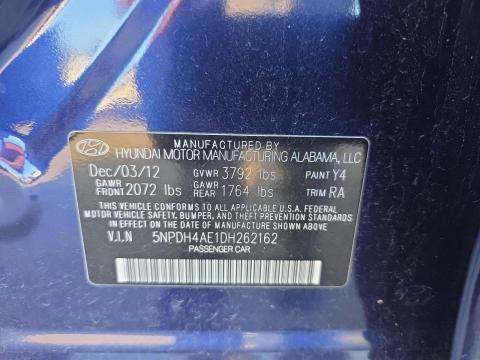 MANUFACTURED BY
HYUNDAI MOTOR MANUFACTURING ALABAMA, LLC
Dec/03/12 GVWR 3792 lbs PAINT Y4
GAWR FRONT 2072 lbs GAWR REAR 1764 lbs TRIM RA
THIS VEHICLE CONFORMS TO ALL APPLICABLE U.S.A. FEDERAL
MOTOR VEHICLE SAFETY, BUMPER, AND THEFT PREVENTION STANDARDS
IN EFFECT ON THE DATE OF MANUFACTURE SHOWN ABOVE
V.I.N 5NPDH4AE1DH262162
PASSENGER CAR